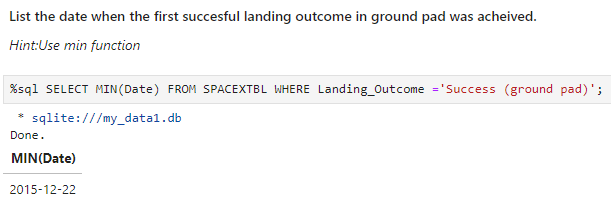 List the date when the first succesful landing outcome in ground pad was acheived.
Hint:Use min function
%sql SELECT MIN(Date) FROM SPACEXTBL WHERE Landing_Outcome ='Success (ground pad)';
* sqlite:///my_data1.db
Done.
MIN(Date)
2015-12-22